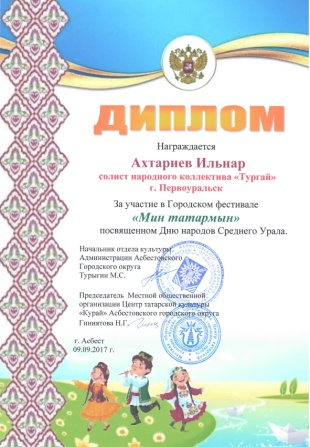 ДИПЛОМ
Награждается
Ахтариев Ильнар
солист народного коллектива «Тургай»
г. Первоуральск
За участие в Городском фестивале
«Мин татармын»
посвященном Дню народов Среднего Урала.
Начальник отдела культуры
Администрации Асбестовского
Городского округа
Турыгин М.С.
Председатель Местной общественной
организации Центр татарской культуры
«Курай» Асбестовского городского округа
Гиниятова Н.Г.
г. Асбест
09.09.2017 г.